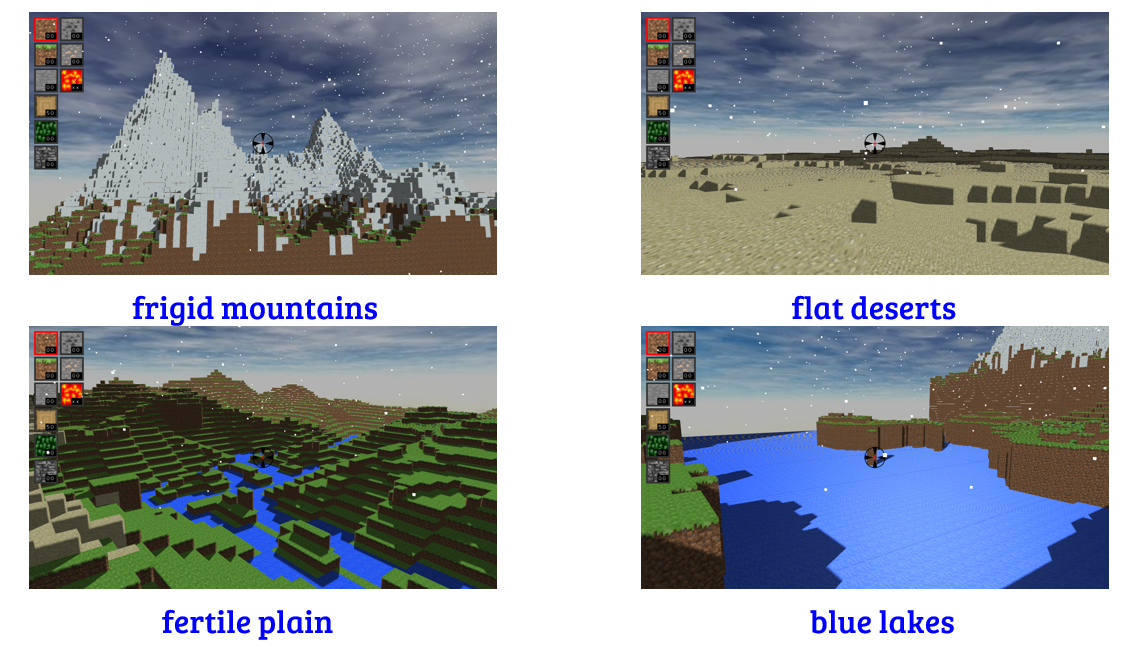 frigid mountains
flat deserts
fertile plain
blue lakes